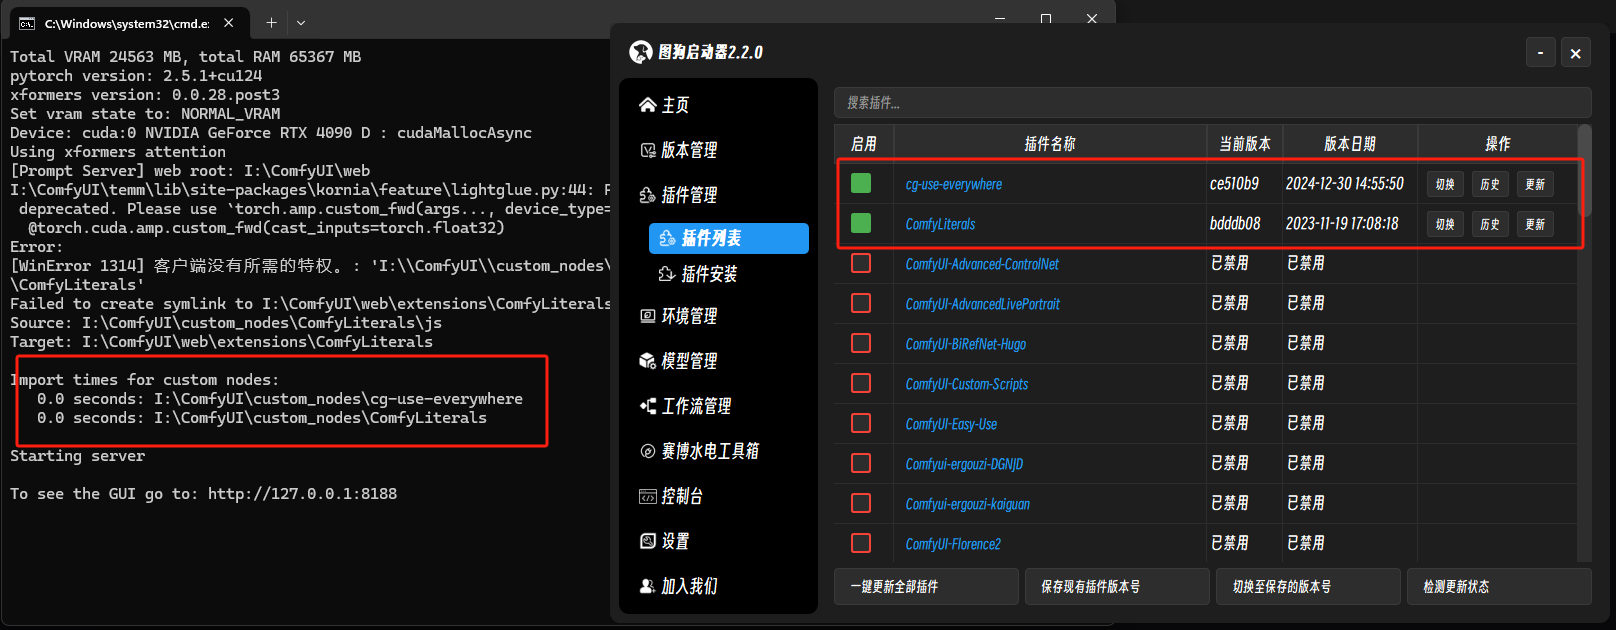 C:\Windows\system32\cmd.e:
Total VRAM 24563 MB, total RAM 65367 MB
pytorch version: 2.5.1+cu124
xformers version: 0.0.28.post3
Set vram state to: NORMAL_VRAM
Device: cuda:0 NVIDIA GeForce RTX 4090 D : cudaMallocAsync
Using xformers attention
[Prompt Server] web root: I:\ComfyUI\web
I:\ComfyUI\temm\lib\site-packages\kornia\feature\lightglue.py:44: F
deprecated. Please use `torch.amp.custom_fwd(args..., device_type=
@torch.cuda.amp.custom_fwd(cast_inputs=torch.float32)
Error:
[WinError 1314] 客户端没有所需的特权。: 'I:\\ComfyUI\\custom_nodes\
\ComfyLiterals'
Failed to create symlink to I:\ComfyUI\web\extensions\ComfyLiterals
Source: I:\ComfyUI\custom_nodes\ComfyLiterals\js
Target: I:\ComfyUI\web\extensions\ComfyLiterals
Import times for custom nodes:
0.0 seconds: I:\ComfyUI\custom_nodes\cg-use-everywhere
0.0 seconds: I:\ComfyUI\custom_nodes\ComfyLiterals
Starting server
To see the GUI go to: http://127.0.0.1:8188
图狗启动器2.2.0
主页
版本管理
插件管理
插件列表
插件安装
环境管理
模型管理
工作流管理
赛博水电工具箱
控制台
设置
加入我们
搜索插件...
启用 插件名称 当前版本 版本日期 操作
cg-use-everywhere ce510b9 2024-12-30 14:55:50 切换 历史 更新
ComfyLiterals bdddb08 2023-11-19 17:08:18 切换 历史 更新
ComfyUI-Advanced-ControlNet 已禁用 已禁用
ComfyUI-AdvancedLivePortrait 已禁用 已禁用
ComfyUI-BiRefNet-Hugo 已禁用 已禁用
ComfyUI-Custom-Scripts 已禁用 已禁用
ComfyUI-Easy-Use 已禁用 已禁用
Comfyui-ergouzi-DGNJD 已禁用 已禁用
Comfyui-ergouzi-kaiguan 已禁用 已禁用
ComfyUI-Florence2 已禁用 已禁用
一键更新全部插件 保存现有插件版本号 切换至保存的版本号 检测更新状态